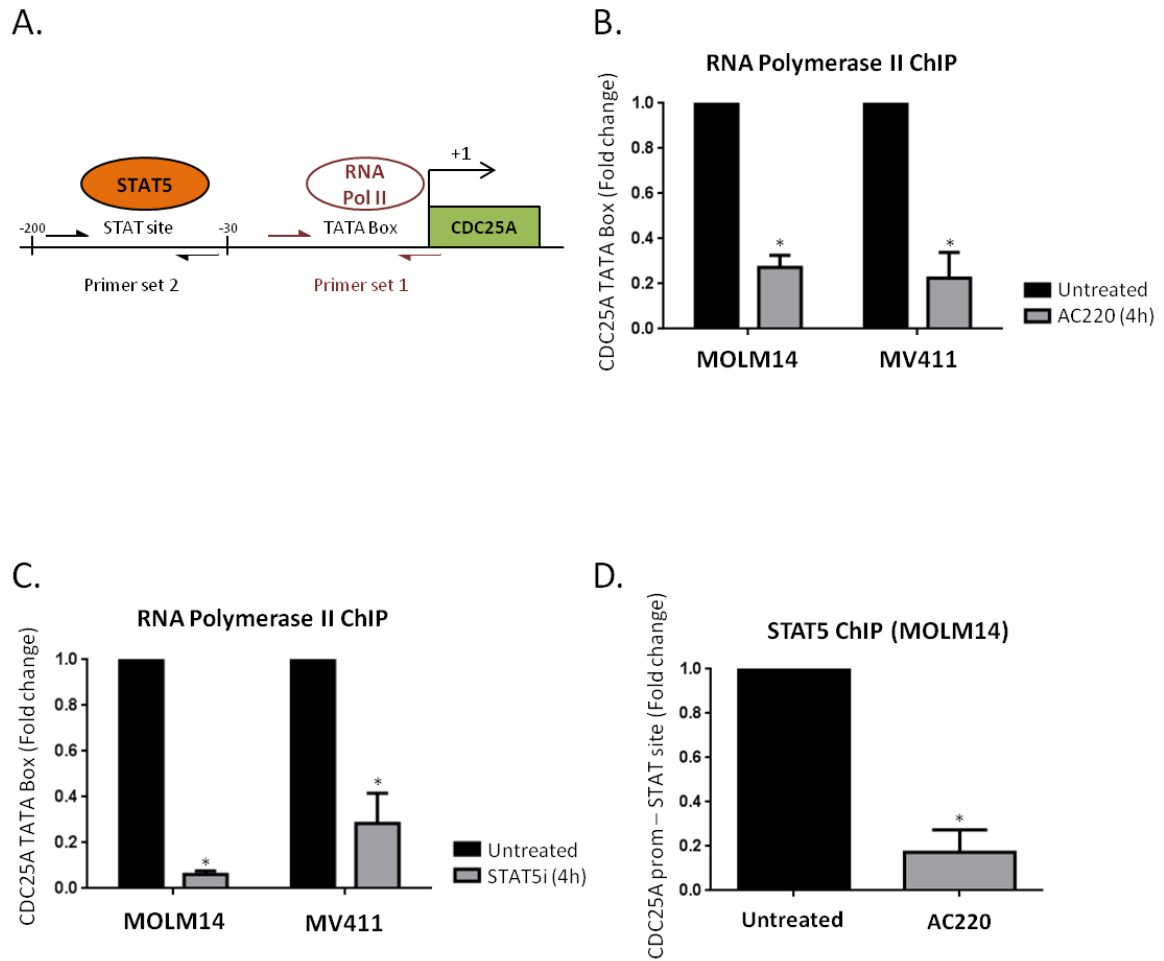 A.
STAT5
STAT site
-200
-30
Primer set 2
RNA
Pol II
TATA Box
Primer set 1
+1
CDC25A
B.
RNA Polymerase II ChIP
CDC25A TATA Box (Fold change)
1.0
0.8
0.6
0.4
0.2
0.0
*
*
MOLM14
MV411
Untreated
AC220 (4h)
C.
RNA Polymerase II ChIP
CDC25A TATA Box (Fold change)
1.0
0.8
0.6
0.4
0.2
0.0
*
*
MOLM14
MV411
Untreated
STAT5i (4h)
D.
STAT5 ChIP (MOLM14)
CDC25A prom – STAT site (Fold change)
1.0
0.8
0.6
0.4
0.2
0.0
*
Untreated
AC220